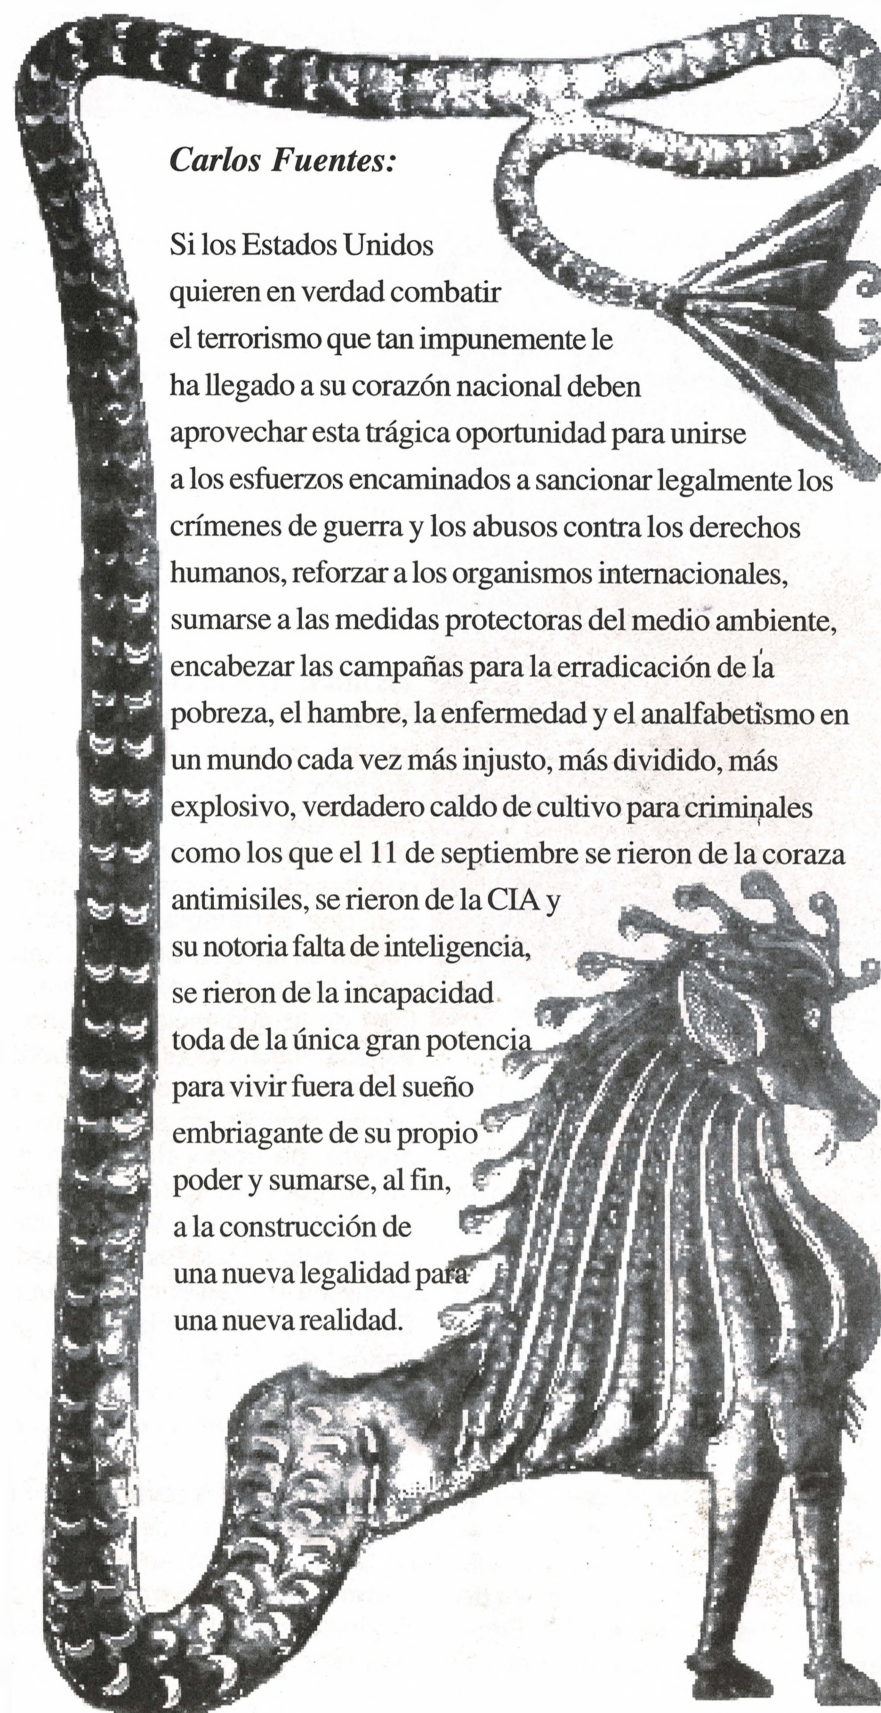 Carlos Fuentes:
Si los Estados Unidos
quieren en verdad combatir
el terrorismo que tan impunemente le
ha llegado a su corazón nacional deben
aprovechar esta trágica oportunidad para unirse
a los esfuerzos encaminados a sancionar legalmente los
crímenes de guerra y los abusos contra los derechos
humanos, reforzar a los organismos internacionales,
sumarse a las medidas protectoras del medio ambiente,
encabezar las campañas para la erradicación de la
pobreza, el hambre, la enfermedad y el analfabetismo en
un mundo cada vez más injusto, más dividido, más
explosivo, verdadero caldo de cultivo para criminales
como los que el 11 de septiembre se rieron de la coraza
antimisiles, se rieron de la CIA y
su notoria falta de inteligencia,
se rieron de la incapacidad
toda de la única gran potencia
para vivir fuera del sueño
embriagante de su propio
poder y sumarse, al fin,
a la construcción de
una nueva legalidad para
una nueva realidad.